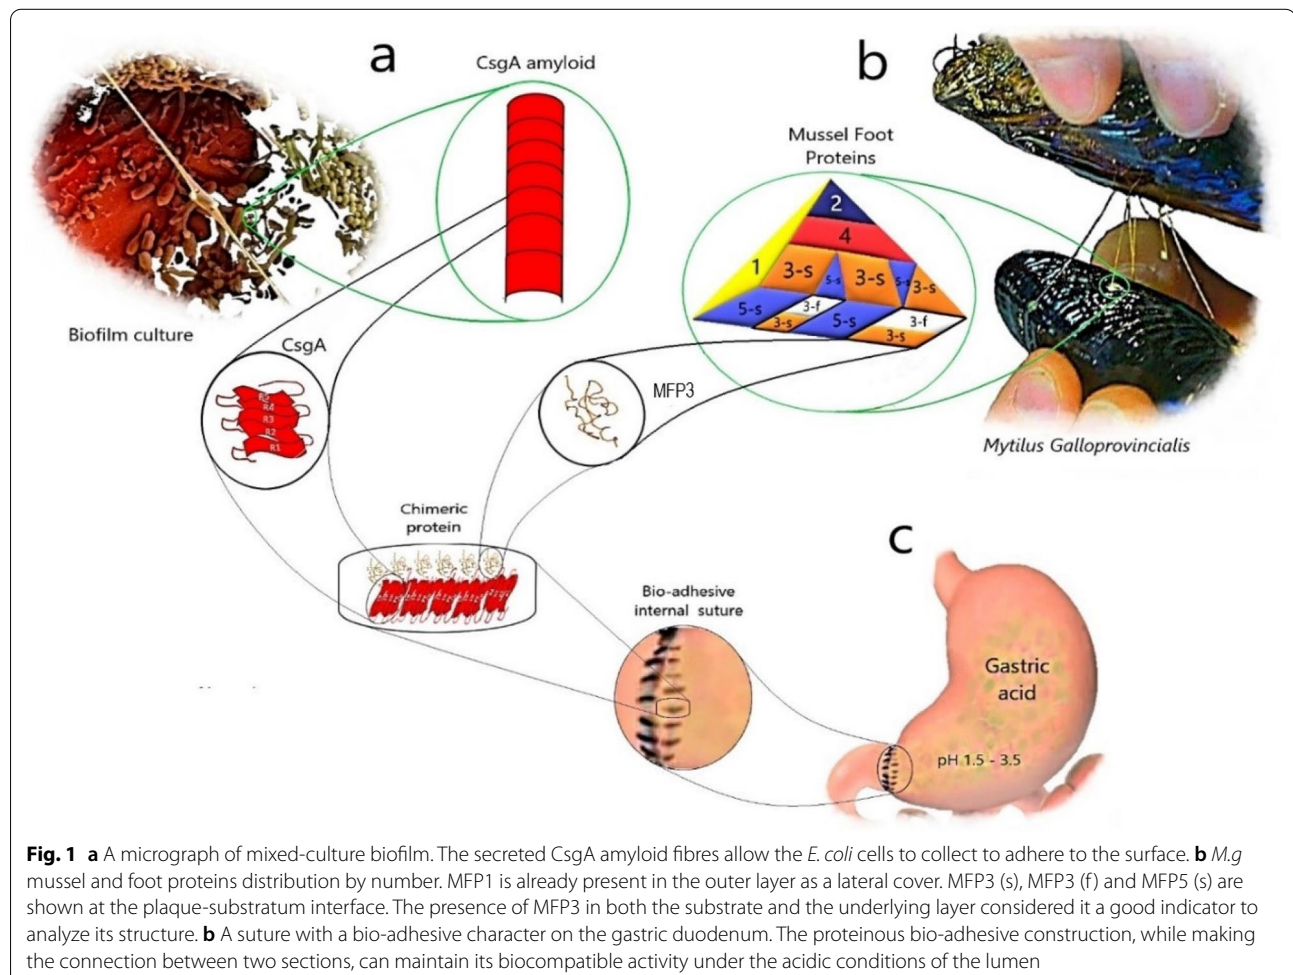 a
CsgA amyloid
b
Mussel Foot
Proteins
2
4
1
3-s
5-s
3-s
5-s
3-s
5-s
3-f
3-s
5-s
3-f
3-s
Biofilm culture
CsgA
R5
R4
R3
R2
R1
MFP3
Mytilus Galloprovincialis
Chimeric
protein
c
Bio-adhesive
internal suture
Gastric
acid
pH 1.5 - 3.5
Fig. 1 a A micrograph of mixed-culture biofilm. The secreted CsgA amyloid fibres allow the E. coli cells to collect to adhere to the surface. b M.g
mussel and foot proteins distribution by number. MFP1 is already present in the outer layer as a lateral cover. MFP3 (s), MFP3 (f) and MFP5 (s) are
shown at the plaque-substratum interface. The presence of MFP3 in both the substrate and the underlying layer considered it a good indicator to
analyze its structure. b A suture with a bio-adhesive character on the gastric duodenum. The proteinous bio-adhesive construction, while making
the connection between two sections, can maintain its biocompatible activity under the acidic conditions of the lumen